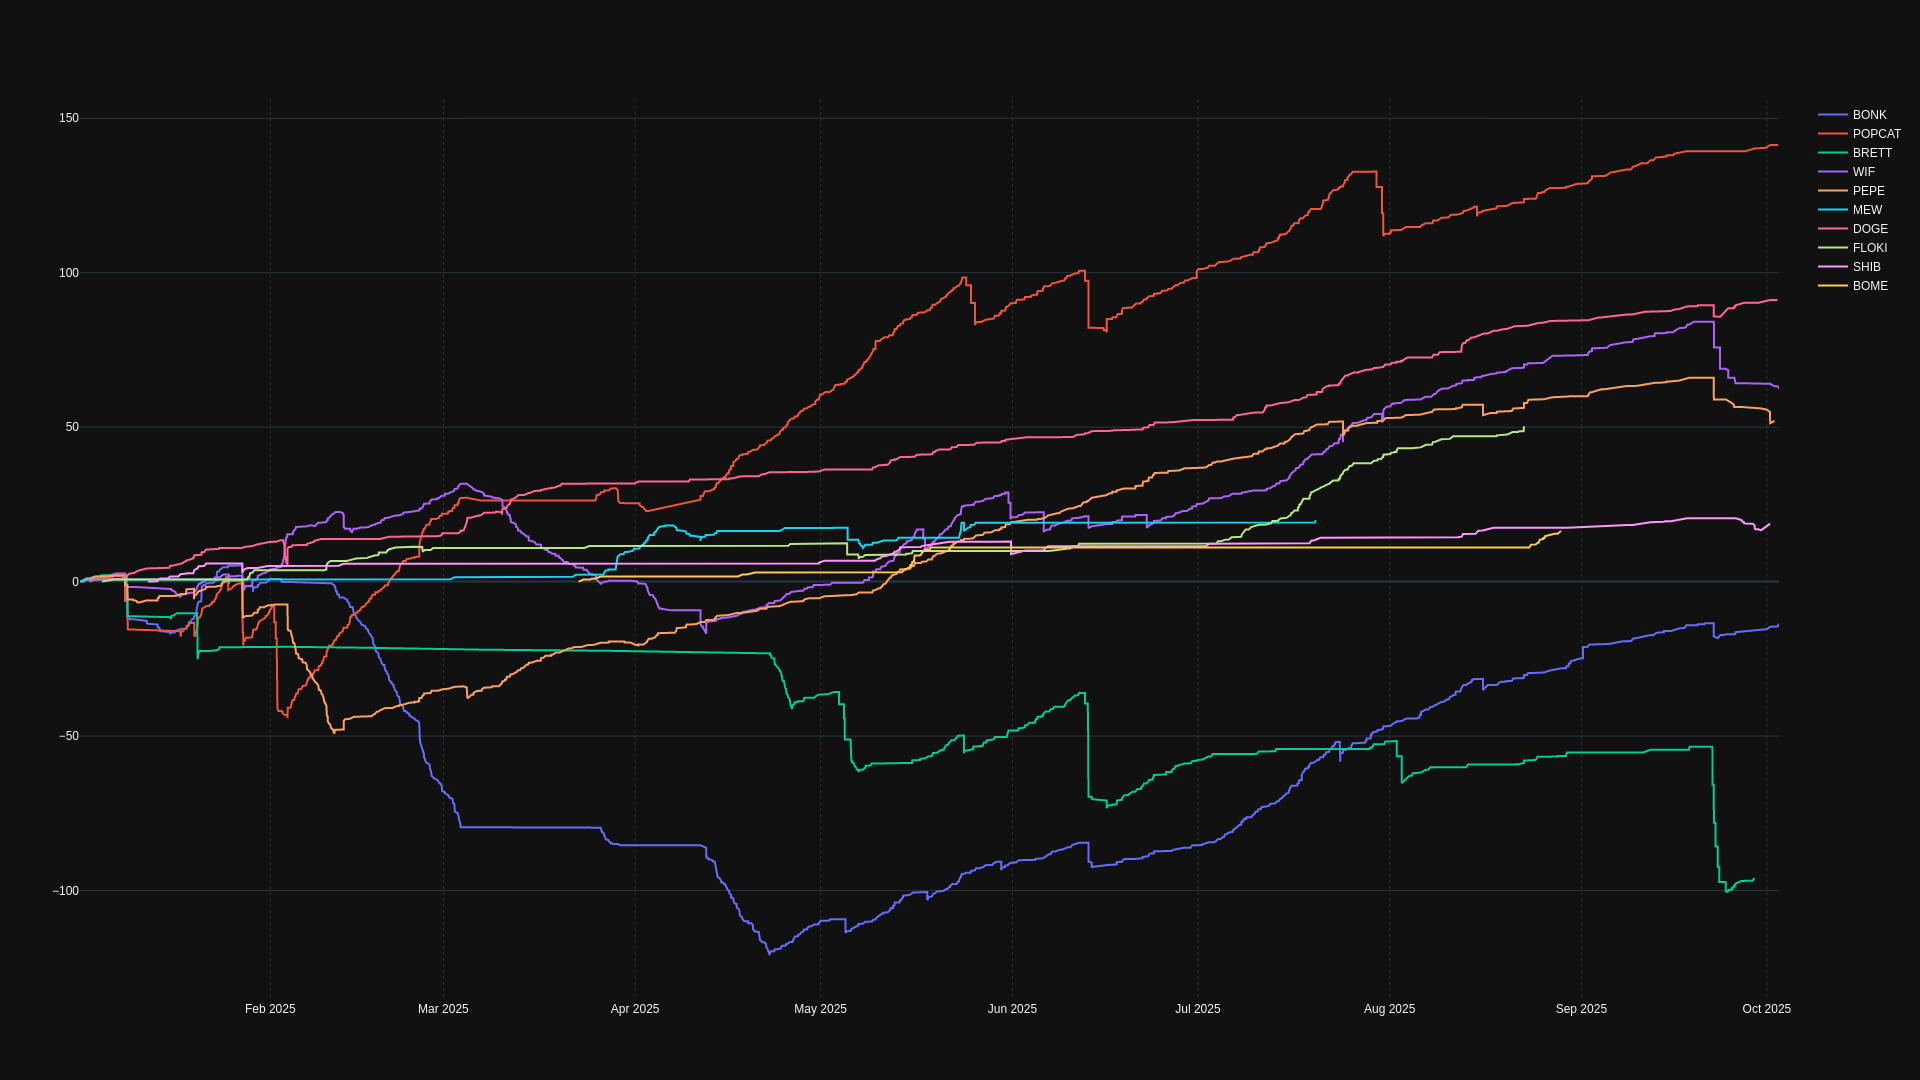 150
100
50
0
−50
−100
Feb 2025
Mar 2025
Apr 2025
May 2025
Jun 2025
Jul 2025
Aug 2025
Sep 2025
Oct 2025
BONK
POPCAT
BRETT
WIF
PEPE
MEW
DOGE
FLOKI
SHIB
BOME